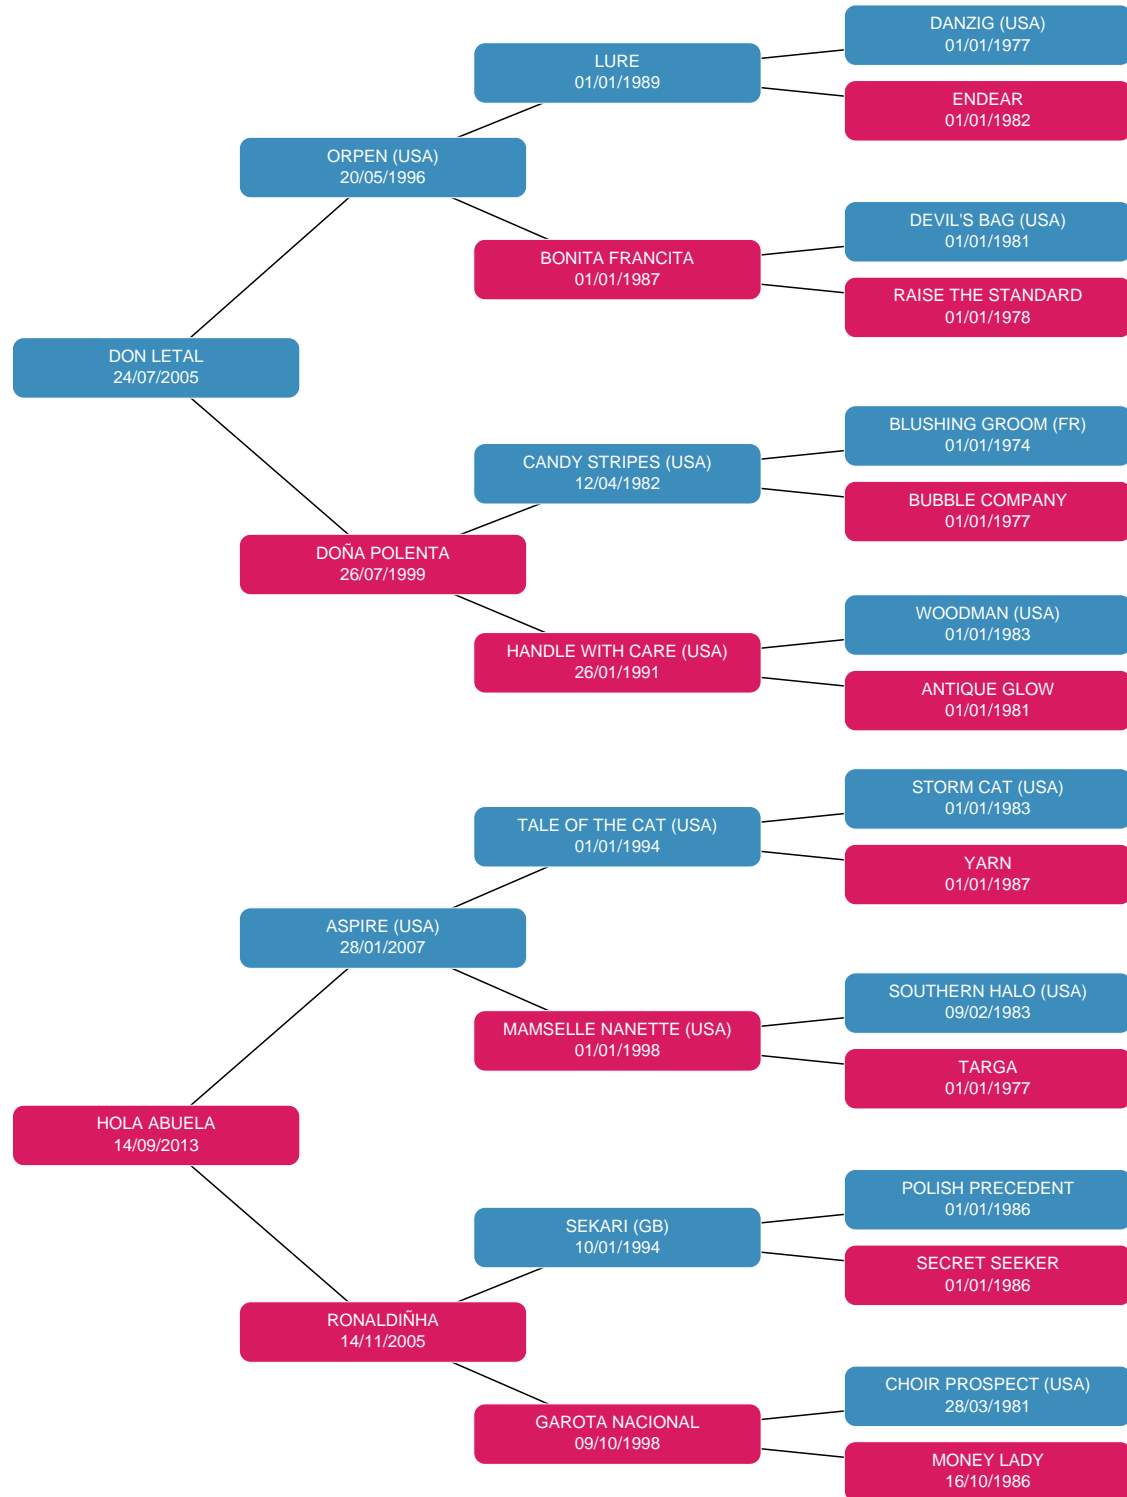 DANZIG (USA)
01/01/1977
LURE
01/01/1989
ENDEAR
01/01/1982
ORPEN (USA)
20/05/1996
DEVIL'S BAG (USA)
01/01/1981
BONITA FRANCITA
01/01/1987
RAISE THE STANDARD
01/01/1978
DON LETAL
24/07/2005
BLUSHING GROOM (FR)
01/01/1974
CANDY STRIPES (USA)
12/04/1982
BUBBLE COMPANY
01/01/1977
DOÑA POLENTA
26/07/1999
WOODMAN (USA)
01/01/1983
HANDLE WITH CARE (USA)
26/01/1991
ANTIQUE GLOW
01/01/1981
STORM CAT (USA)
01/01/1983
TALE OF THE CAT (USA)
01/01/1994
YARN
01/01/1987
ASPIRE (USA)
28/01/2007
SOUTHERN HALO (USA)
09/02/1983
MAMSELLE NANETTE (USA)
01/01/1998
TARGA
01/01/1977
HOLA ABUELA
14/09/2013
POLISH PRECEDENT
01/01/1986
SEKARI (GB)
10/01/1994
SECRET SEEKER
01/01/1986
RONALDIÑHA
14/11/2005
CHOIR PROSPECT (USA)
28/03/1981
GAROTA NACIONAL
09/10/1998
MONEY LADY
16/10/1986